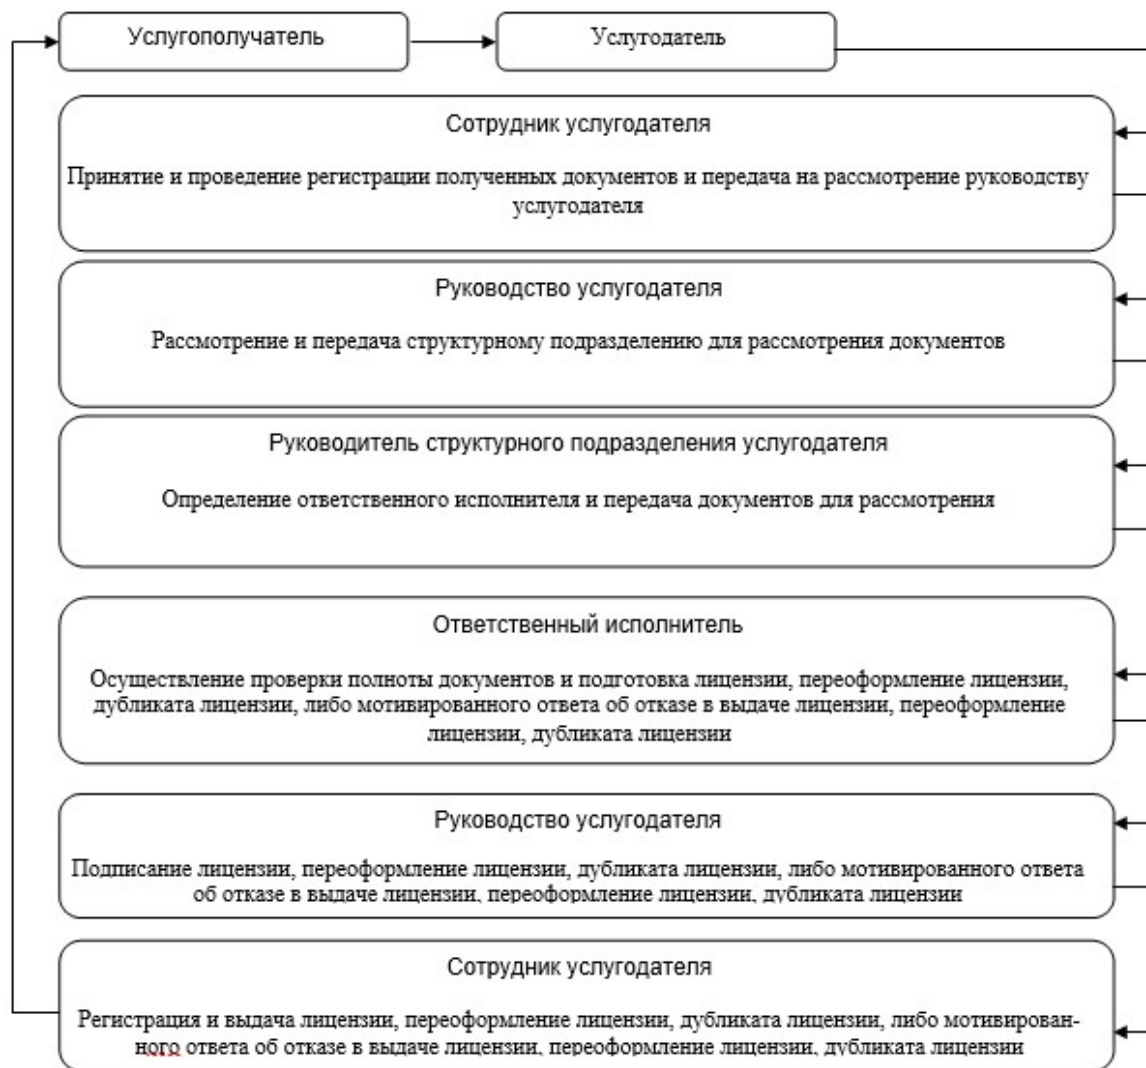 Услугополучатель
Услугодатель
Сотрудник услугодателя
Принятие и проведение регистрации полученных документов и передача на рассмотрение руководству
услугодателя
Руководство услугодателя
Рассмотрение и передача структурному подразделению для рассмотрения документов
Руководитель структурного подразделения услугодателя
Определение ответственного исполнителя и передача документов для рассмотрения
Ответственный исполнитель
Осуществление проверки полноты документов и подготовка лицензии, переоформление лицензии,
дубликата лицензии, либо мотивированного ответа об отказе в выдаче лицензии, переоформление
лицензии, дубликата лицензии
Руководство услугодателя
Подписание лицензии, переоформление лицензии, дубликата лицензии, либо мотивированного ответа
об отказе в выдаче лицензии, переоформление лицензии, дубликата лицензии
Сотрудник услугодателя
Регистрация и выдача лицензии, переоформление лицензии, дубликата лицензии, либо мотивирован-
ного ответа об отказе в выдаче лицензии, переоформление лицензии, дубликата лицензии